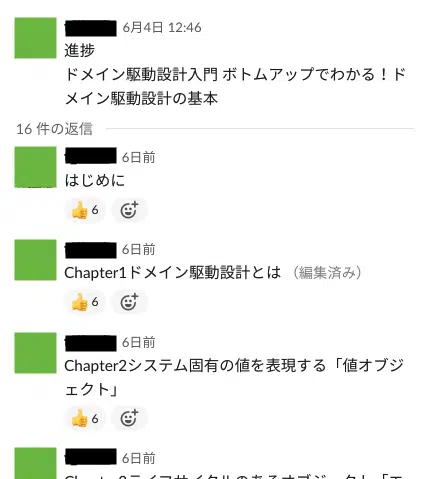 6月4日 12:46
進捗
ドメイン駆動設計入門 ボトムアップでわかる！ド
メイン駆動設計の基本
16 件の返信
6日前
はじめに
6
6日前
Chapter1ドメイン駆動設計とは （編集済み）
6
6日前
Chapter2システム固有の値を表現する「値オブジ
ェクト」
6
6日前